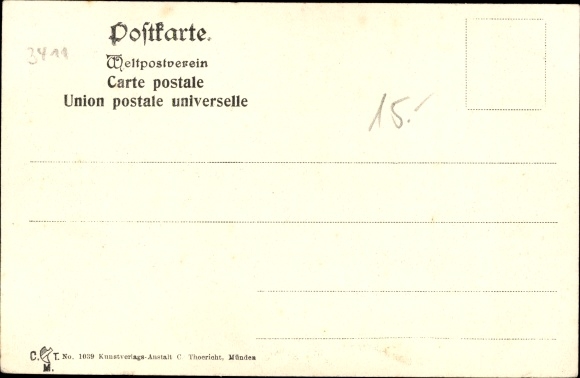 Postkarte.
3411
Weltpostverein
Carte postale
Union postale universelle
15.-
C. T. No. 1039 Kunstverlags-Anstalt C Thoericht, München
M.